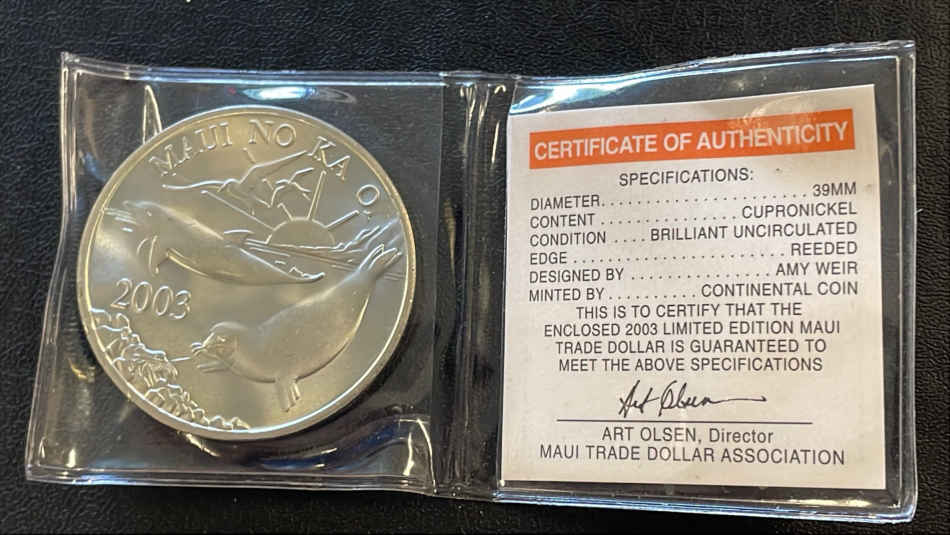 MAUI NO KA O.
2003
CERTIFICATE OF AUTHENTICITY
SPECIFICATIONS:
DIAMETER. . . . . . . . . . . . . . . . . . . . . . . . 39MM
CONTENT . . . . . . . . . . . . . . . . CUPRONICKEL
CONDITION . . . . BRILLIANT UNCIRCULATED
EDGE . . . . . . . . . . . . . . . . . . . . . . . . REEDED
DESIGNED BY . . . . . . . . . . . . . . . . AMY WEIR
MINTED BY . . . . . . . . . . CONTINENTAL COIN
THIS IS TO CERTIFY THAT THE
ENCLOSED 2003 LIMITED EDITION MAUI
TRADE DOLLAR IS GUARANTEED TO
MEET THE ABOVE SPECIFICATIONS
Art Olsen
ART OLSEN, Director
MAUI TRADE DOLLAR ASSOCIATION